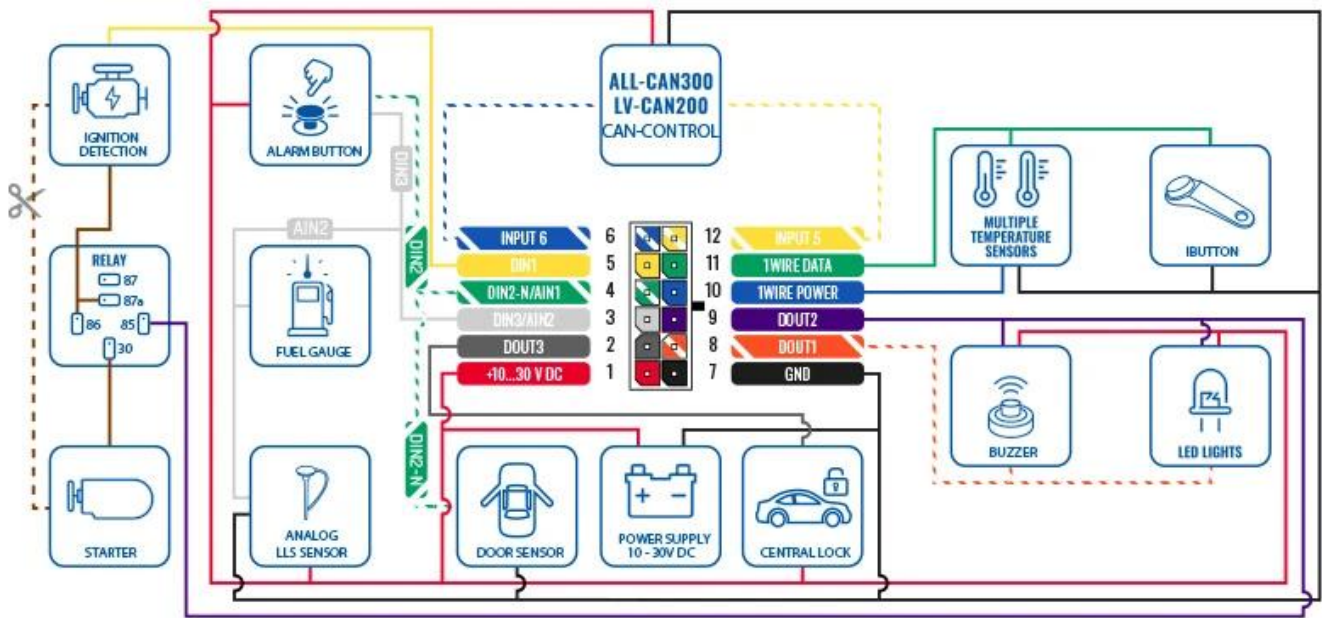 ALL-CAN300
LV-CAN200
CAN-CONTROL
IGNITION
DETECTION
ALARM BUTTON
DIN3
AIN2
DIN2
MULTIPLE
TEMPERATURE
SENSORS
IBUTTON
INPUT 6 6 12 INPUT 5
DIN1 5 11 1WIRE DATA
DIN2-N/AIN1 4 10 1WIRE POWER
DIN3/AIN2 3 9 DOUT2
DOUT3 2 8 DOUT1
+10...30 V DC 1 7 GND
RELAY
87
87a
86 85
30
FUEL GAUGE
BUZZER
LED LIGHTS
DIN2-N
STARTER
ANALOG
LLS SENSOR
DOOR SENSOR
POWER SUPPLY
10 - 30V DC
CENTRAL LOCK